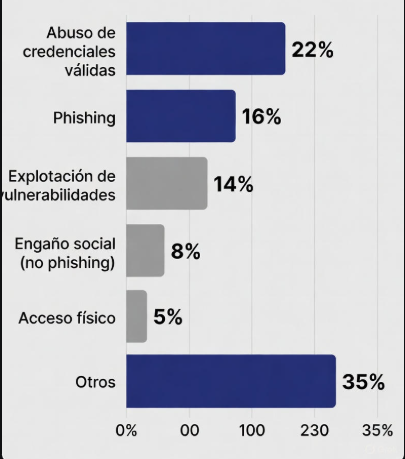 Abuso de
credenciales
válidas
22%
Phishing
16%
Explotación de
vulnerabilidades
14%
Engaño social
(no phishing)
8%
Acceso físico
5%
Otros
35%
0% 00 100 230 35%